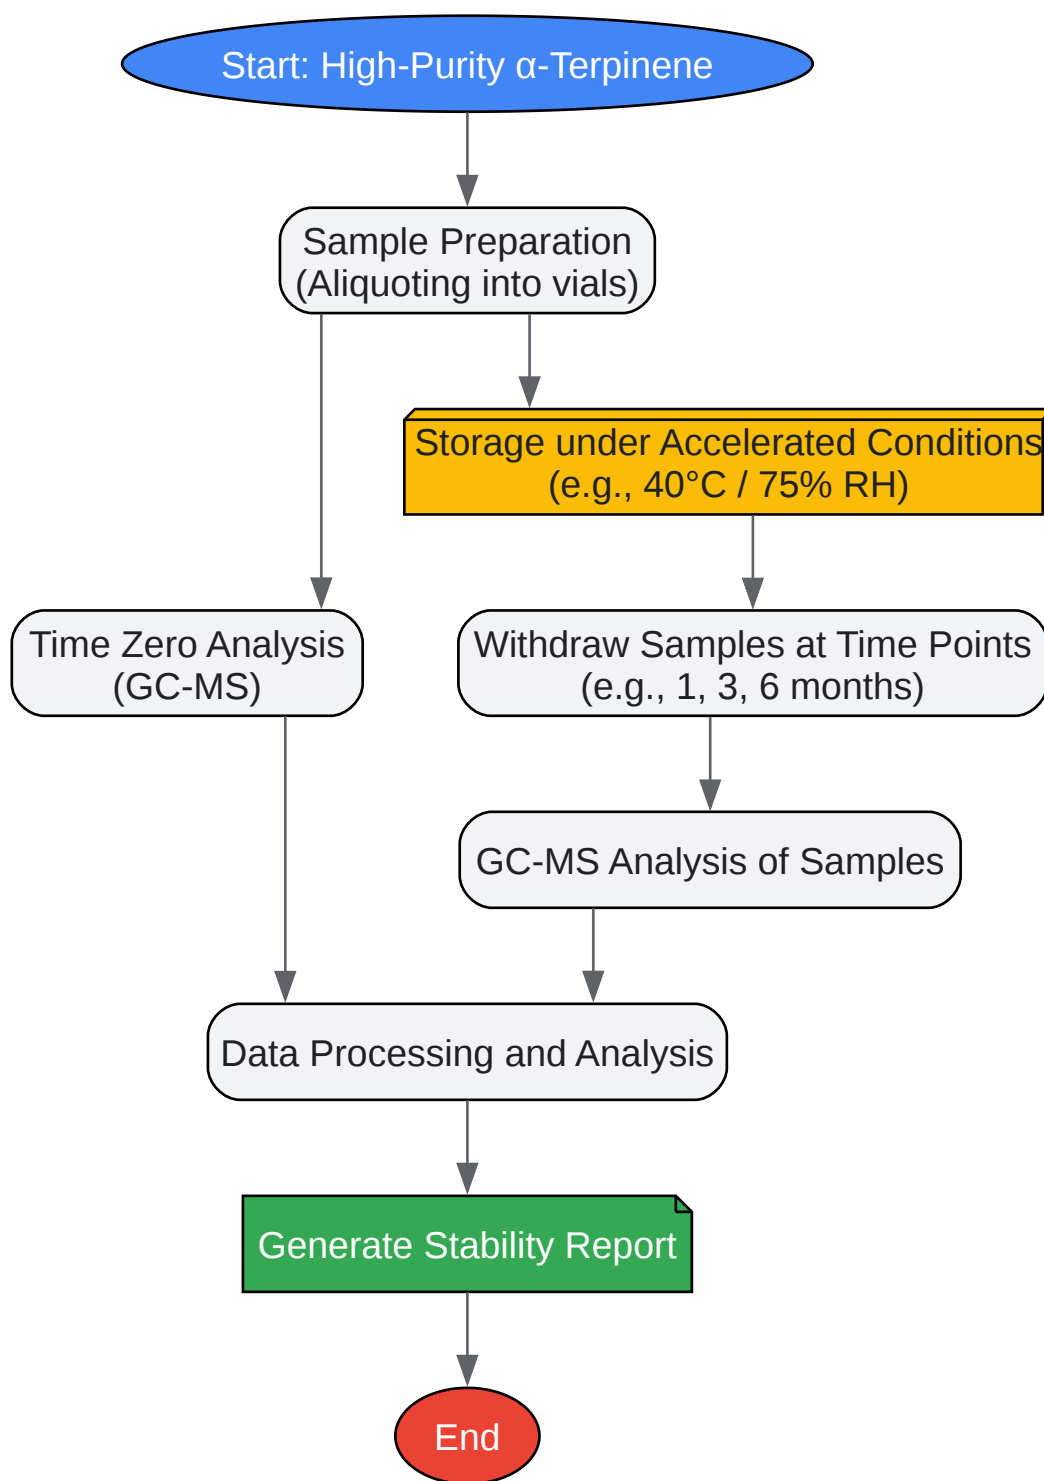 Start: High-Purity α-Terpinene
Sample Preparation
(Aliquoting into vials)
Storage under Accelerated Conditions
(e.g., 40°C / 75% RH)
Time Zero Analysis
(GC-MS)
Withdraw Samples at Time Points
(e.g., 1, 3, 6 months)
GC-MS Analysis of Samples
Data Processing and Analysis
Generate Stability Report
End